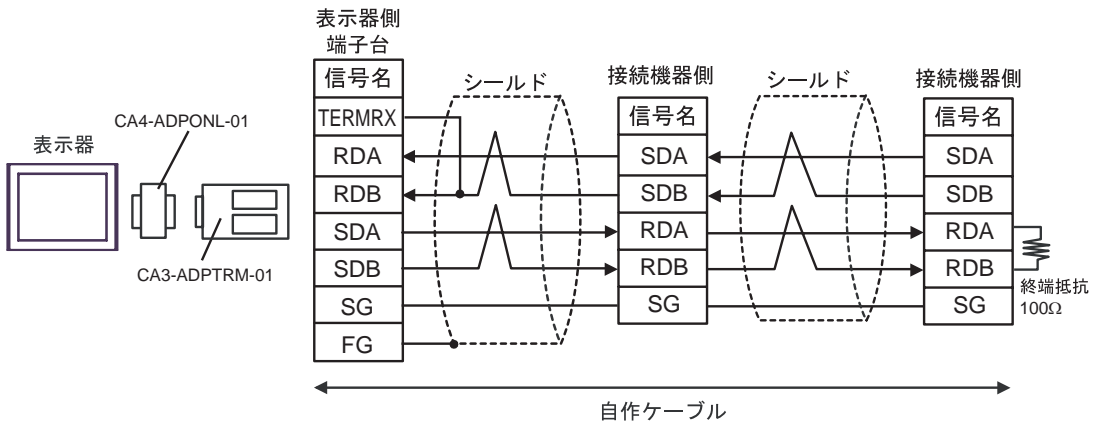 表示器
CA4-ADPONL-01
CA3-ADPTRM-01
表示器側
端子台
信号名
TERMRX
RDA
RDB
SDA
SDB
SG
FG
シールド
接続機器側
信号名
SDA
SDB
RDA
RDB
SG
シールド
接続機器側
信号名
SDA
SDB
RDA
RDB
SG
終端抵抗
100Ω
自作ケーブル